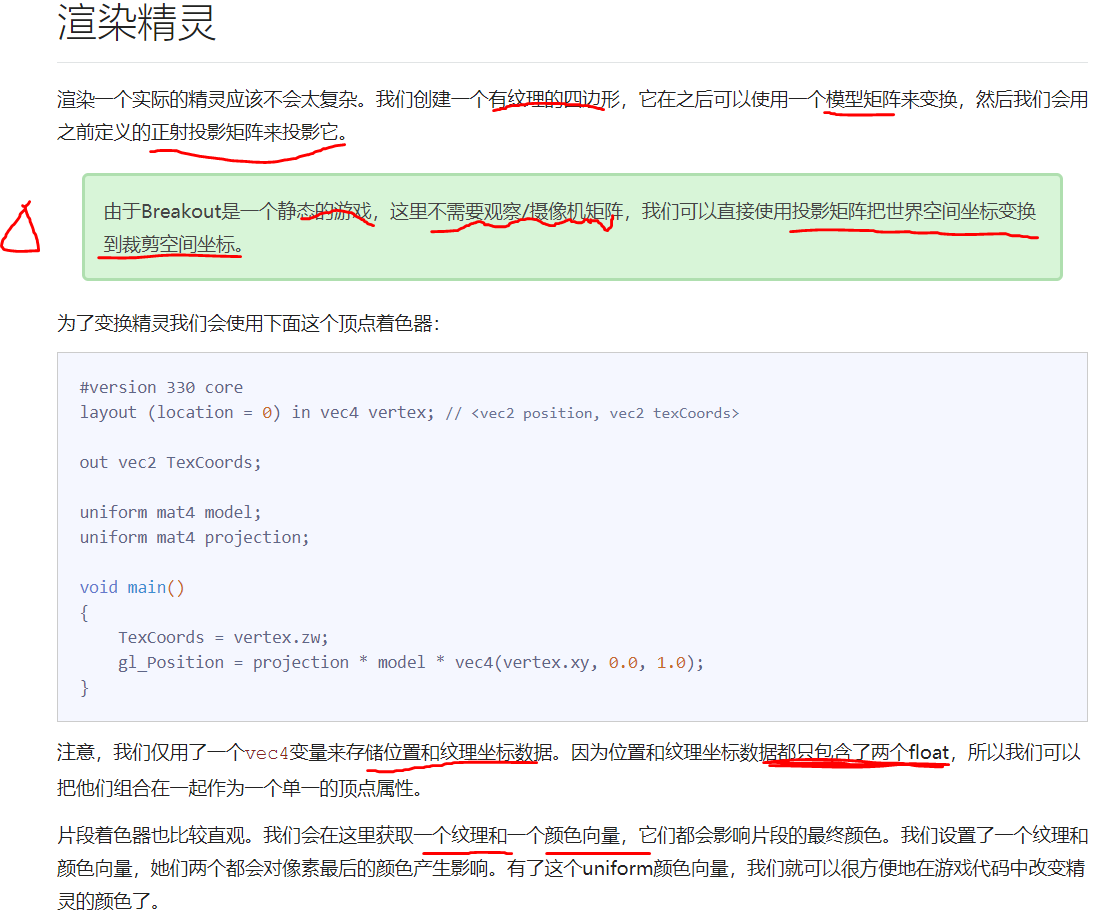 渲染精灵
渲染一个实际的精灵应该不会太复杂。我们创建一个有纹理的四边形，它在之后可以使用一个模型矩阵来变换，然后我们会用
之前定义的正射投影矩阵来投影它。
由于Breakout是一个静态的游戏，这里不需要观察/摄像机矩阵，我们可以直接使用投影矩阵把世界空间坐标变换
到裁剪空间坐标。
为了变换精灵我们会使用下面这个顶点着色器：
#version 330 core
layout (location = 0) in vec4 vertex; // <vec2 position, vec2 texCoords>
out vec2 TexCoords;
uniform mat4 model;
uniform mat4 projection;
void main()
{
    TexCoords = vertex.zw;
    gl_Position = projection * model * vec4(vertex.xy, 0.0, 1.0);
}
注意，我们仅用了一个vec4变量来存储位置和纹理坐标数据。因为位置和纹理坐标数据都只包含了两个float，所以我们可以
把他们组合在一起作为一个单一的顶点属性。
片段着色器也比较直观。我们会在这里获取一个纹理和一个颜色向量，它们都会影响片段的最终颜色。我们设置了一个纹理和
颜色向量，她们两个都会对像素最后的颜色产生影响。有了这个uniform颜色向量，我们就可以很方便地在游戏代码中改变精
灵的颜色了。